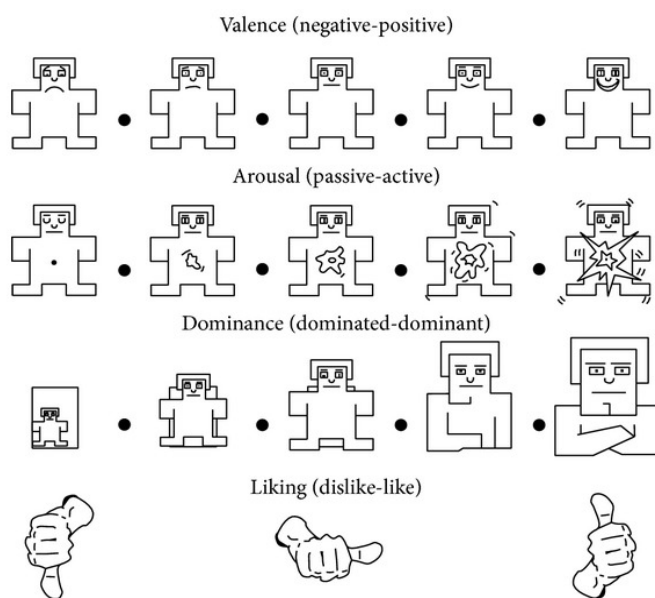 Valence (negative-positive)
Arousal (passive-active)
Dominance (dominated-dominant)
Liking (dislike-like)